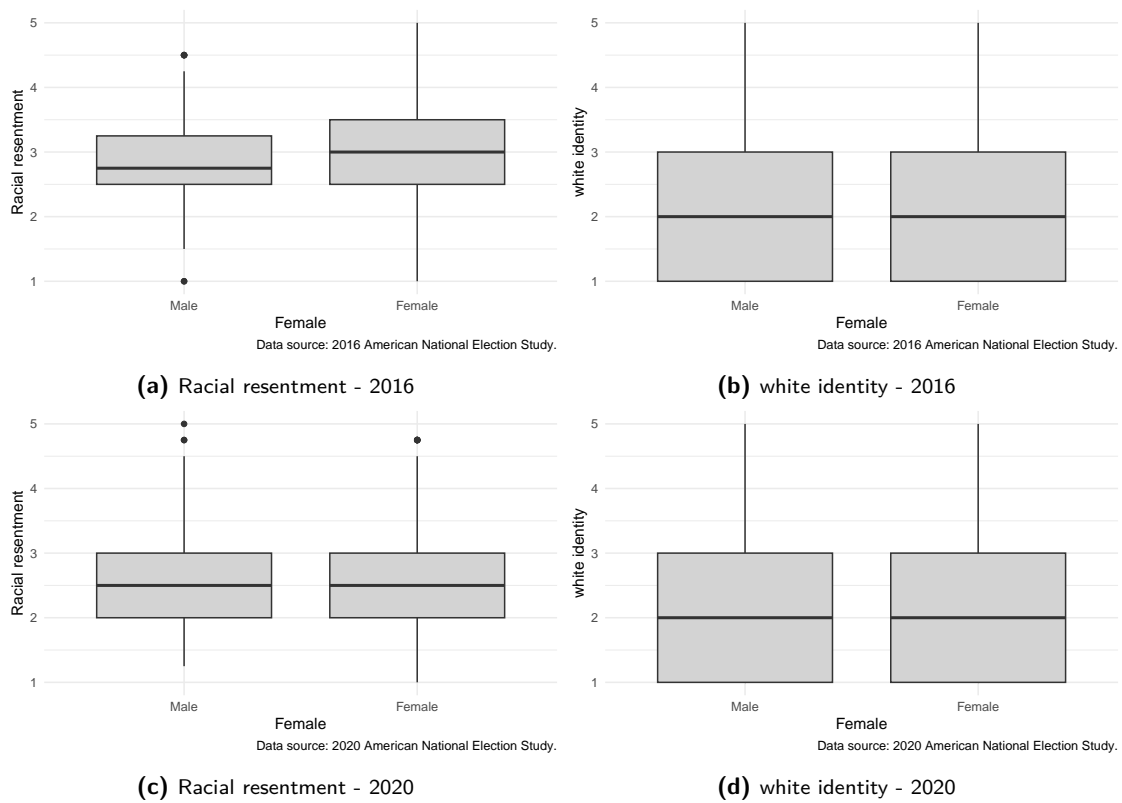 5
4
3
2
1
Racial resentment
Male
Female
Female
Data source: 2016 American National Election Study.
(a) Racial resentment - 2016
5
4
3
2
1
white identity
Male
Female
Female
Data source: 2016 American National Election Study.
(b) white identity - 2016
5
4
3
2
1
Racial resentment
Male
Female
Female
Data source: 2020 American National Election Study.
(c) Racial resentment - 2020
5
4
3
2
1
white identity
Male
Female
Female
Data source: 2020 American National Election Study.
(d) white identity - 2020